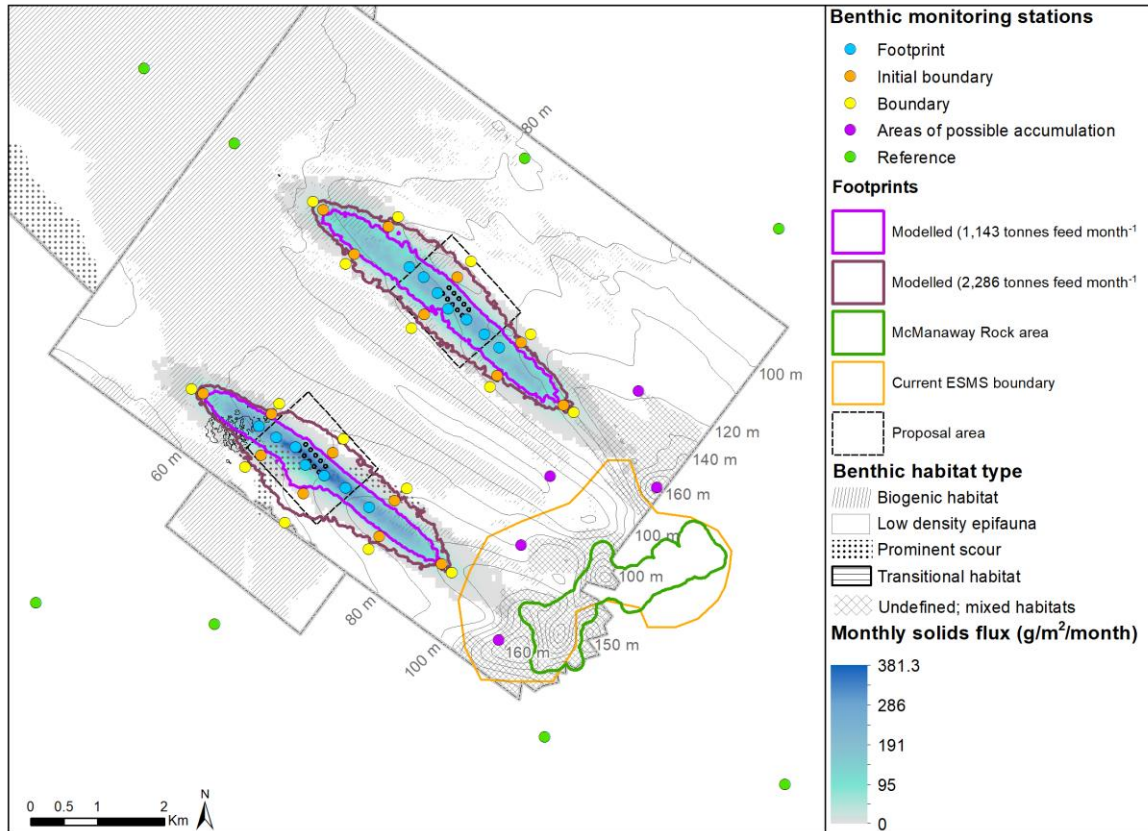 80 m
100 m
120 m
140 m
160 m
100 m
100 m
150 m
160 m
60 m
80 m
100 m
0 0.5 1 2
Km
N
Benthic monitoring stations
Footprint
Initial boundary
Boundary
Areas of possible accumulation
Reference
Footprints
Modelled (1,143 tonnes feed month⁻¹
Modelled (2,286 tonnes feed month⁻¹
McManaway Rock area
Current ESMS boundary
Proposal area
Benthic habitat type
Biogenic habitat
Low density epifauna
Prominent scour
Transitional habitat
Undefined; mixed habitats
Monthly solids flux (g/m²/month)
381.3
286
191
95
0